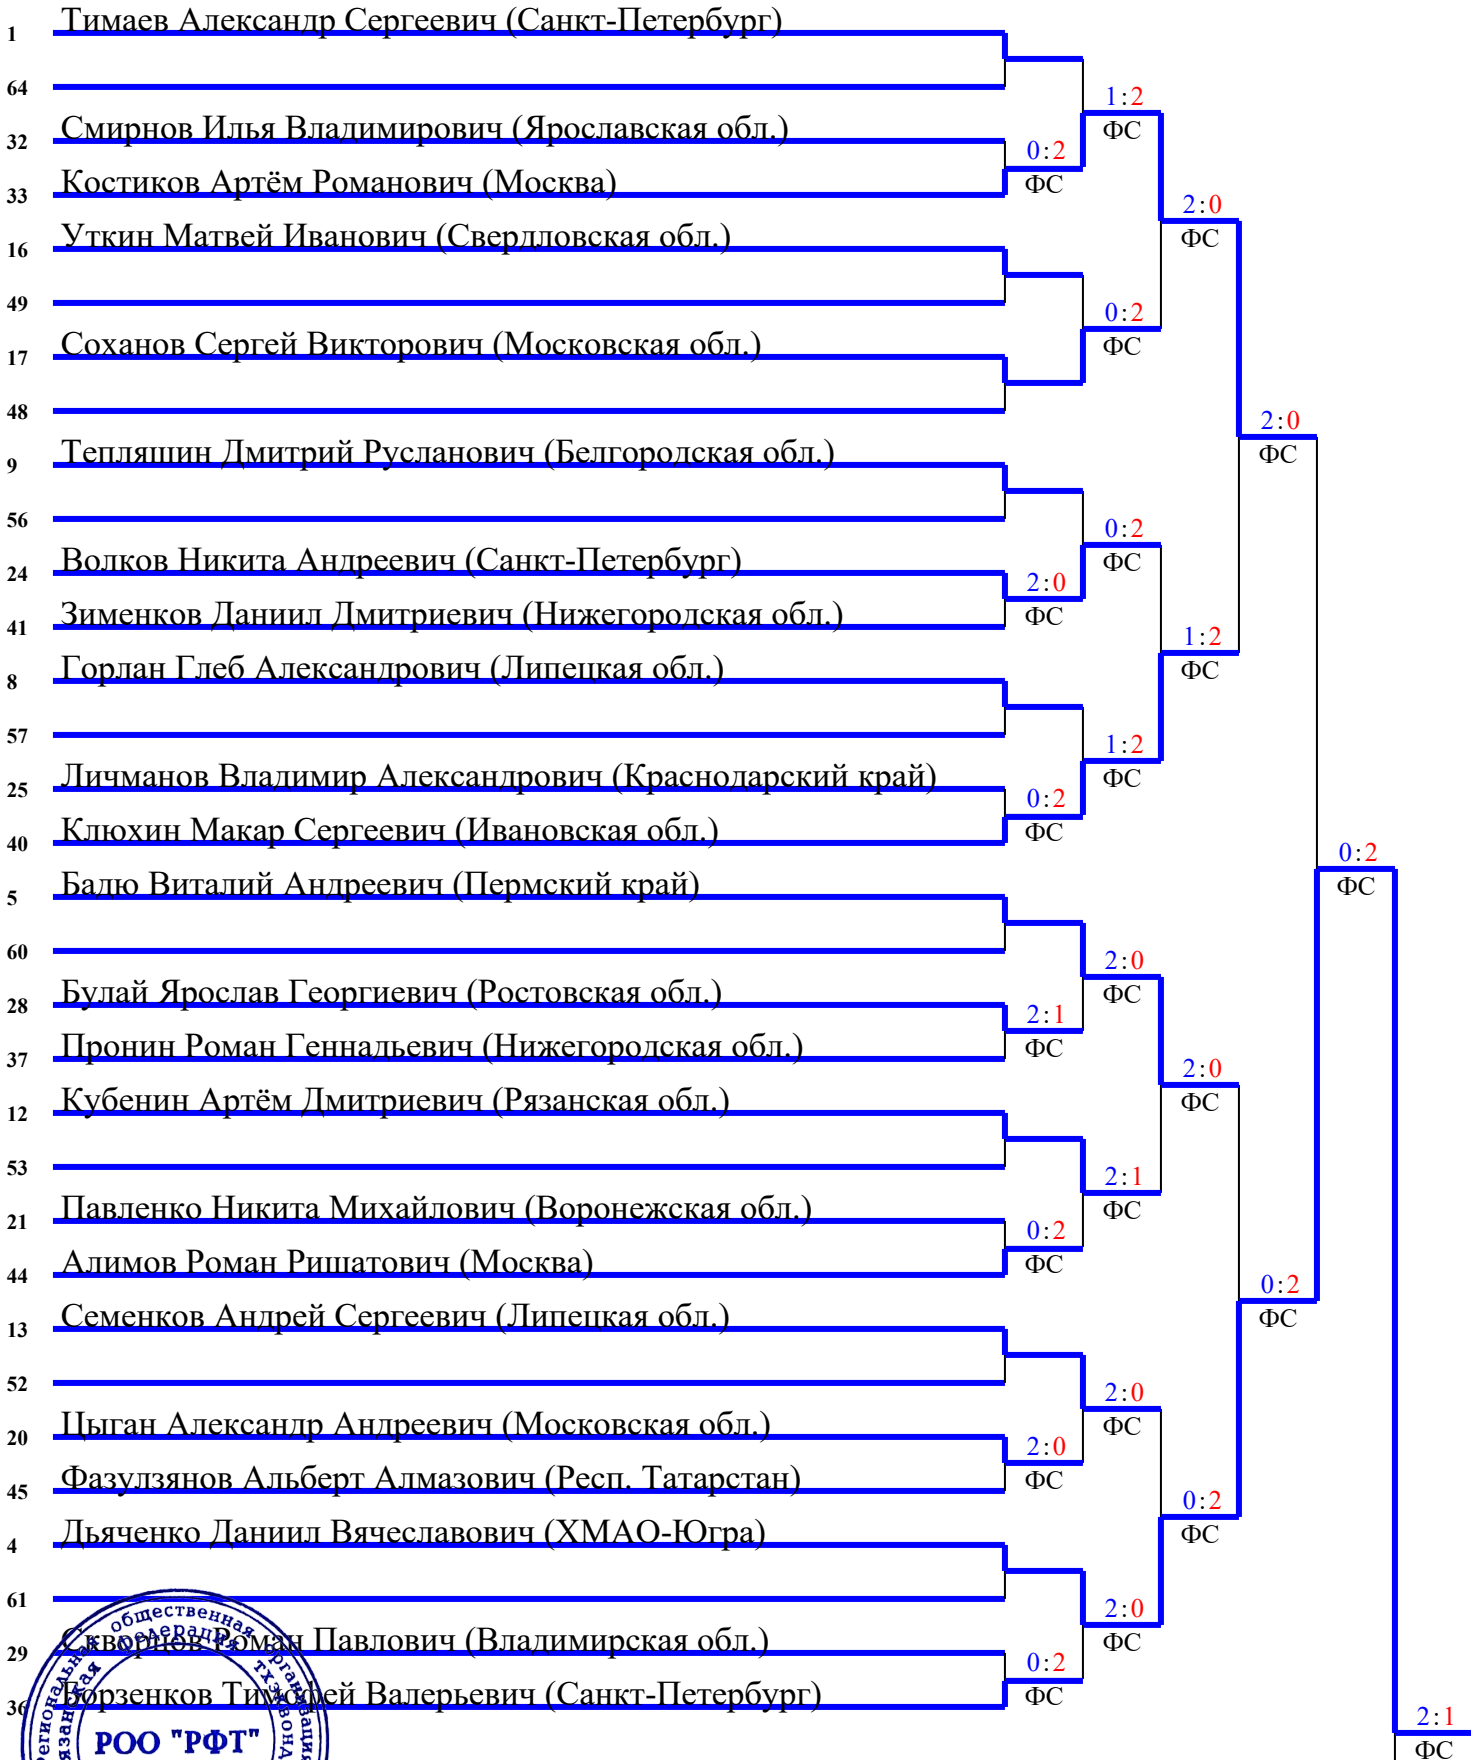 1 Тимаев Александр Сергеевич (Санкт-Петербург)
64
1:2
ФС
32 Смирнов Илья Владимирович (Ярославская обл.)
0:2
ФС
33 Костиков Артём Романович (Москва)
2:0
ФС
16 Уткин Матвей Иванович (Свердловская обл.)
49
0:2
ФС
17 Соханов Сергей Викторович (Московская обл.)
48
2:0
ФС
9 Тепляшин Дмитрий Русланович (Белгородская обл.)
56
0:2
ФС
24 Волков Никита Андреевич (Санкт-Петербург)
2:0
ФС
41 Зименков Даниил Дмитриевич (Нижегородская обл.)
1:2
ФС
8 Горлан Глеб Александрович (Липецкая обл.)
57
1:2
ФС
25 Личманов Владимир Александрович (Краснодарский край)
0:2
ФС
40 Клюхин Макар Сергеевич (Ивановская обл.)
0:2
ФС
5 Бадю Виталий Андреевич (Пермский край)
60
2:0
ФС
28 Булай Ярослав Георгиевич (Ростовская обл.)
2:1
ФС
37 Пронин Роман Геннадьевич (Нижегородская обл.)
2:0
ФС
12 Кубенин Артём Дмитриевич (Рязанская обл.)
53
2:1
ФС
21 Павленко Никита Михайлович (Воронежская обл.)
0:2
ФС
44 Алимов Роман Ришатович (Москва)
0:2
ФС
13 Семенков Андрей Сергеевич (Липецкая обл.)
52
2:0
ФС
20 Цыган Александр Андреевич (Московская обл.)
2:0
ФС
45 Фазулзянов Альберт Алмазович (Респ. Татарстан)
0:2
ФС
4 Дьяченко Даниил Вячеславович (ХМАО-Югра)
61
2:0
ФС
29 Скворцов Роман Павлович (Владимирская обл.)
0:2
ФС
36 Борзенков Тимофей Валерьевич (Санкт-Петербург)
2:1
ФС
общественная организация
федерация
РОО "РФТ"